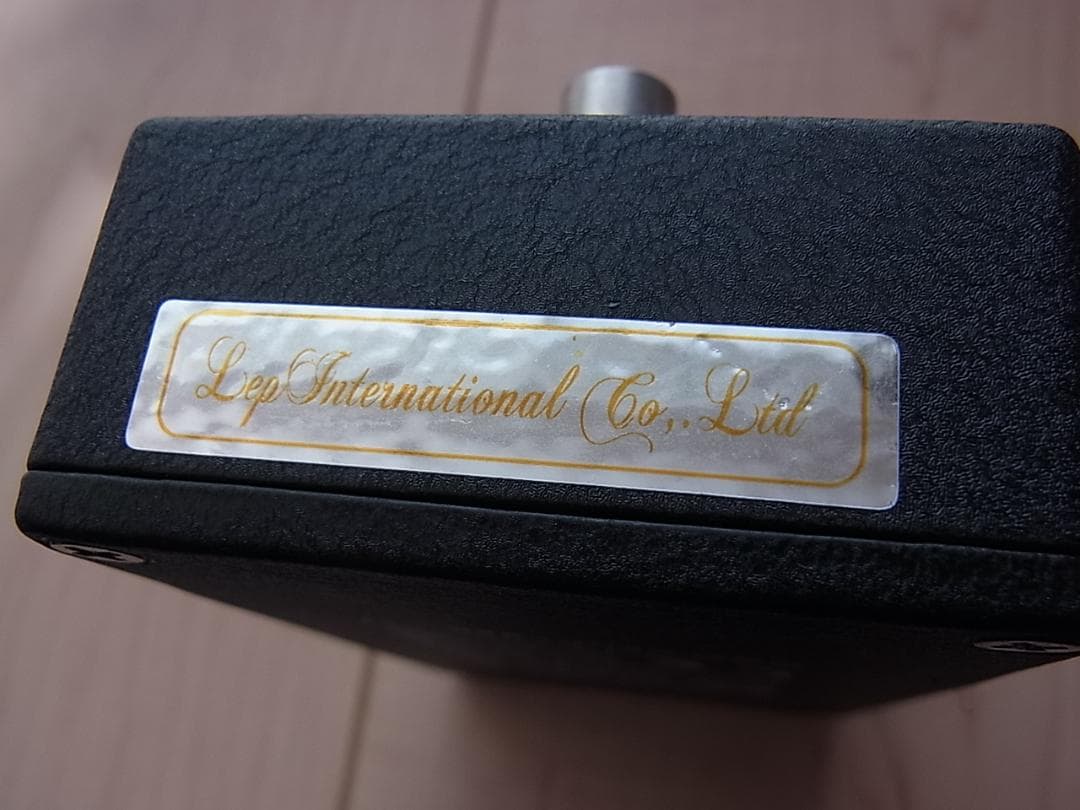 Lep International Co,. Ltd